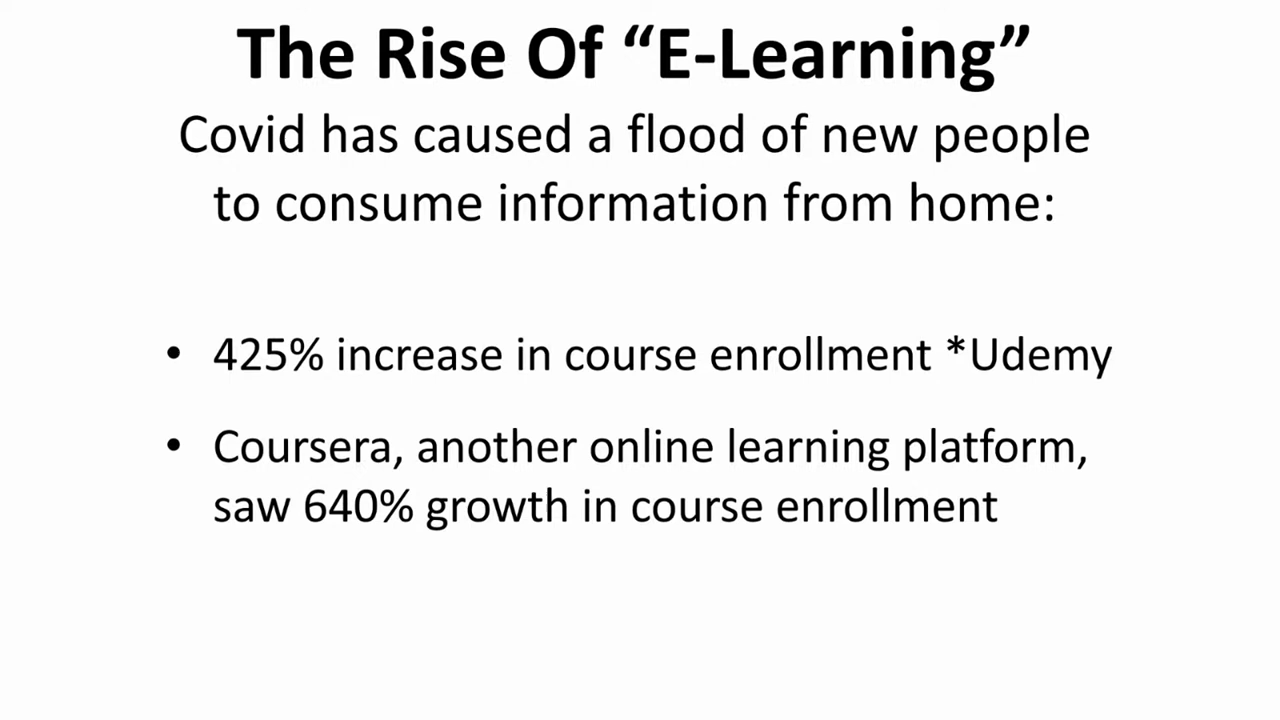 The Rise Of “E-Learning”
Covid has caused a flood of new people
to consume information from home:
• 425% increase in course enrollment *Udemy
• Coursera, another online learning platform,
saw 640% growth in course enrollment